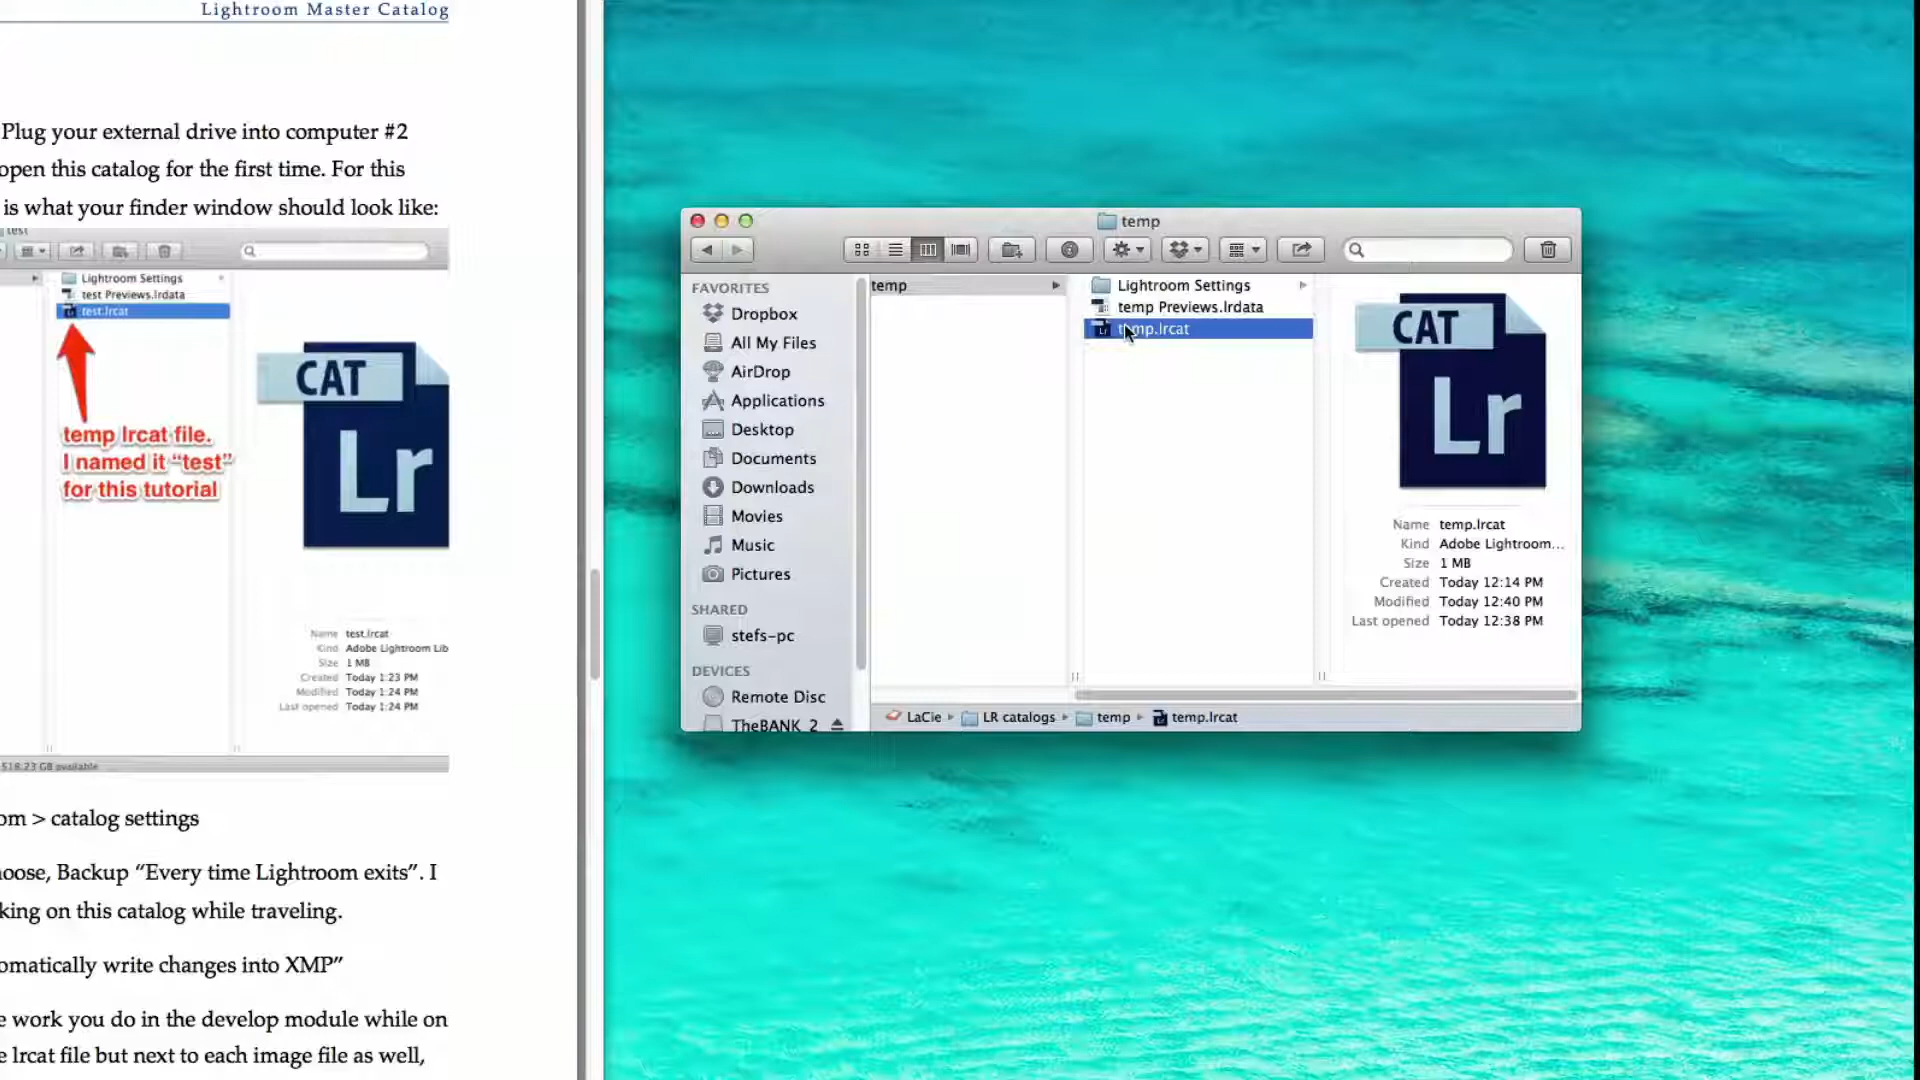 Lightroom Master Catalog
Plug your external drive into computer #2
open this catalog for the first time. For this
is what your finder window should look like:
test
Lightroom Settings
test Previews.lrdata
test.lrcat
temp lrcat file.
I named it “test”
for this tutorial
CAT
Lr
Name test.lrcat
Kind Adobe Lightroom Lib
Size 1 MB
Created Today 1:23 PM
Modified Today 1:24 PM
Last opened Today 1:24 PM
518.23 GB available
om > catalog settings
oose, Backup “Every time Lightroom exits”. I
king on this catalog while traveling.
omatically write changes into XMP”
e work you do in the develop module while on
e lrcat file but next to each image file as well,
temp
FAVORITES
Dropbox
All My Files
AirDrop
Applications
Desktop
Documents
Downloads
Movies
Music
Pictures
SHARED
stefs-pc
DEVICES
Remote Disc
TheBANK_2
temp
Lightroom Settings
temp Previews.lrdata
temp.lrcat
CAT
Lr
Name temp.lrcat
Kind Adobe Lightroom...
Size 1 MB
Created Today 12:14 PM
Modified Today 12:40 PM
Last opened Today 12:38 PM
LaCie LR catalogs temp temp.lrcat